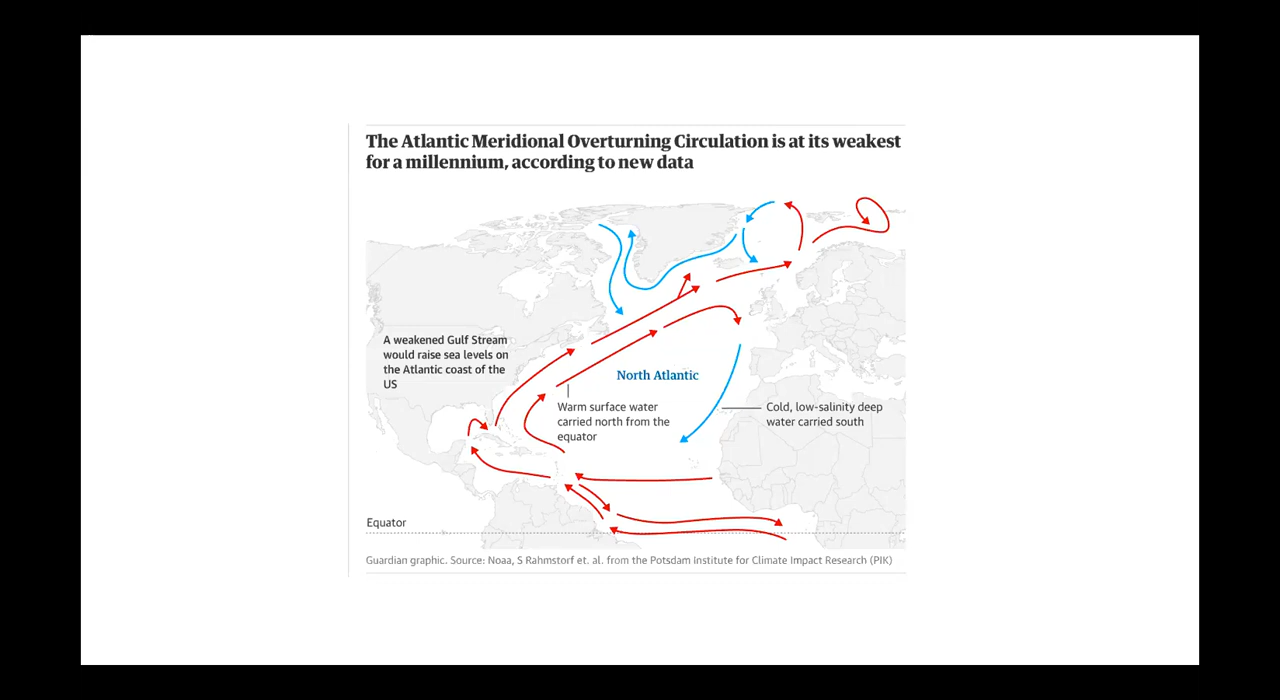 The Atlantic Meridional Overturning Circulation is at its weakest
for a millennium, according to new data
A weakened Gulf Stream
would raise sea levels on
the Atlantic coast of the
US
North Atlantic
Warm surface water
carried north from the
equator
Cold, low-salinity deep
water carried south
Equator
Guardian graphic. Source: Noaa, S Rahmstorf et. al. from the Potsdam Institute for Climate Impact Research (PIK)